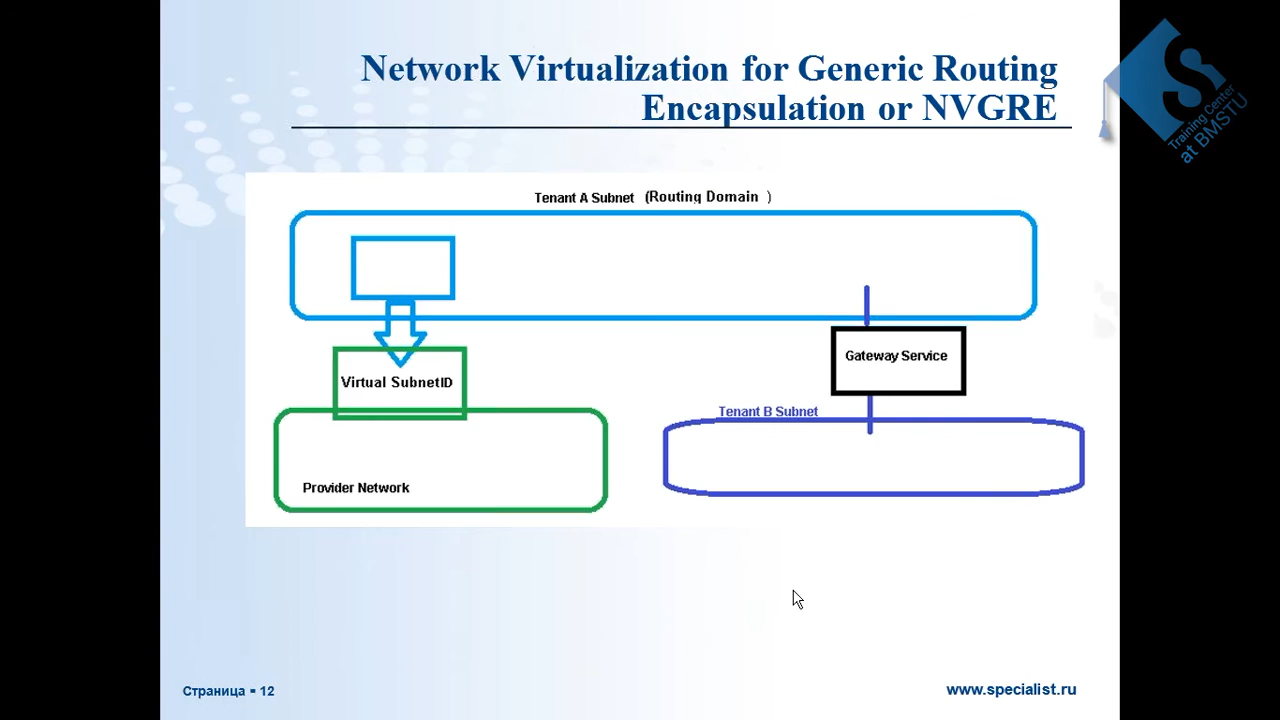 Network Virtualization for Generic Routing
Encapsulation or NVGRE
Training Center
at BMSTU
Tenant A Subnet (Routing Domain )
Gateway Service
Virtual SubnetID
Tenant B Subnet
Provider Network
Страница ▪ 12
www.specialist.ru